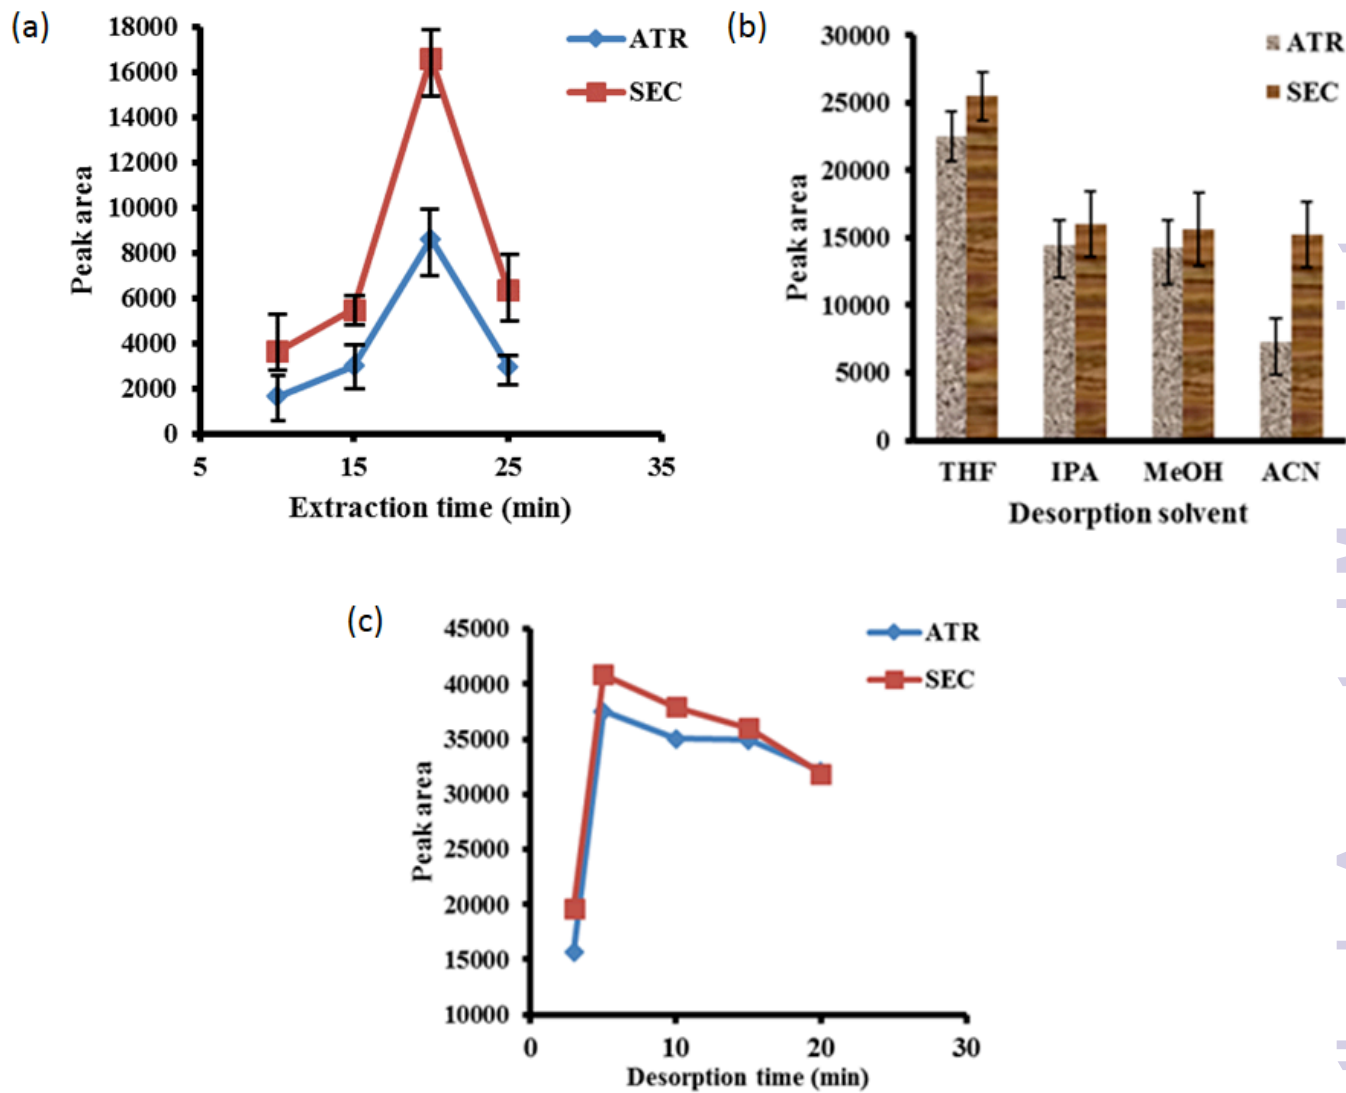 (a)
18000
16000
14000
12000
10000
8000
6000
4000
2000
0
Peak area
5 15 25 35
Extraction time (min)
ATR
SEC
(b)
30000
25000
20000
15000
10000
5000
0
Peak area
THF IPA MeOH ACN
Desorption solvent
ATR
SEC
(c)
45000
40000
35000
30000
25000
20000
15000
10000
Peak area
0 10 20 30
Desorption time (min)
ATR
SEC